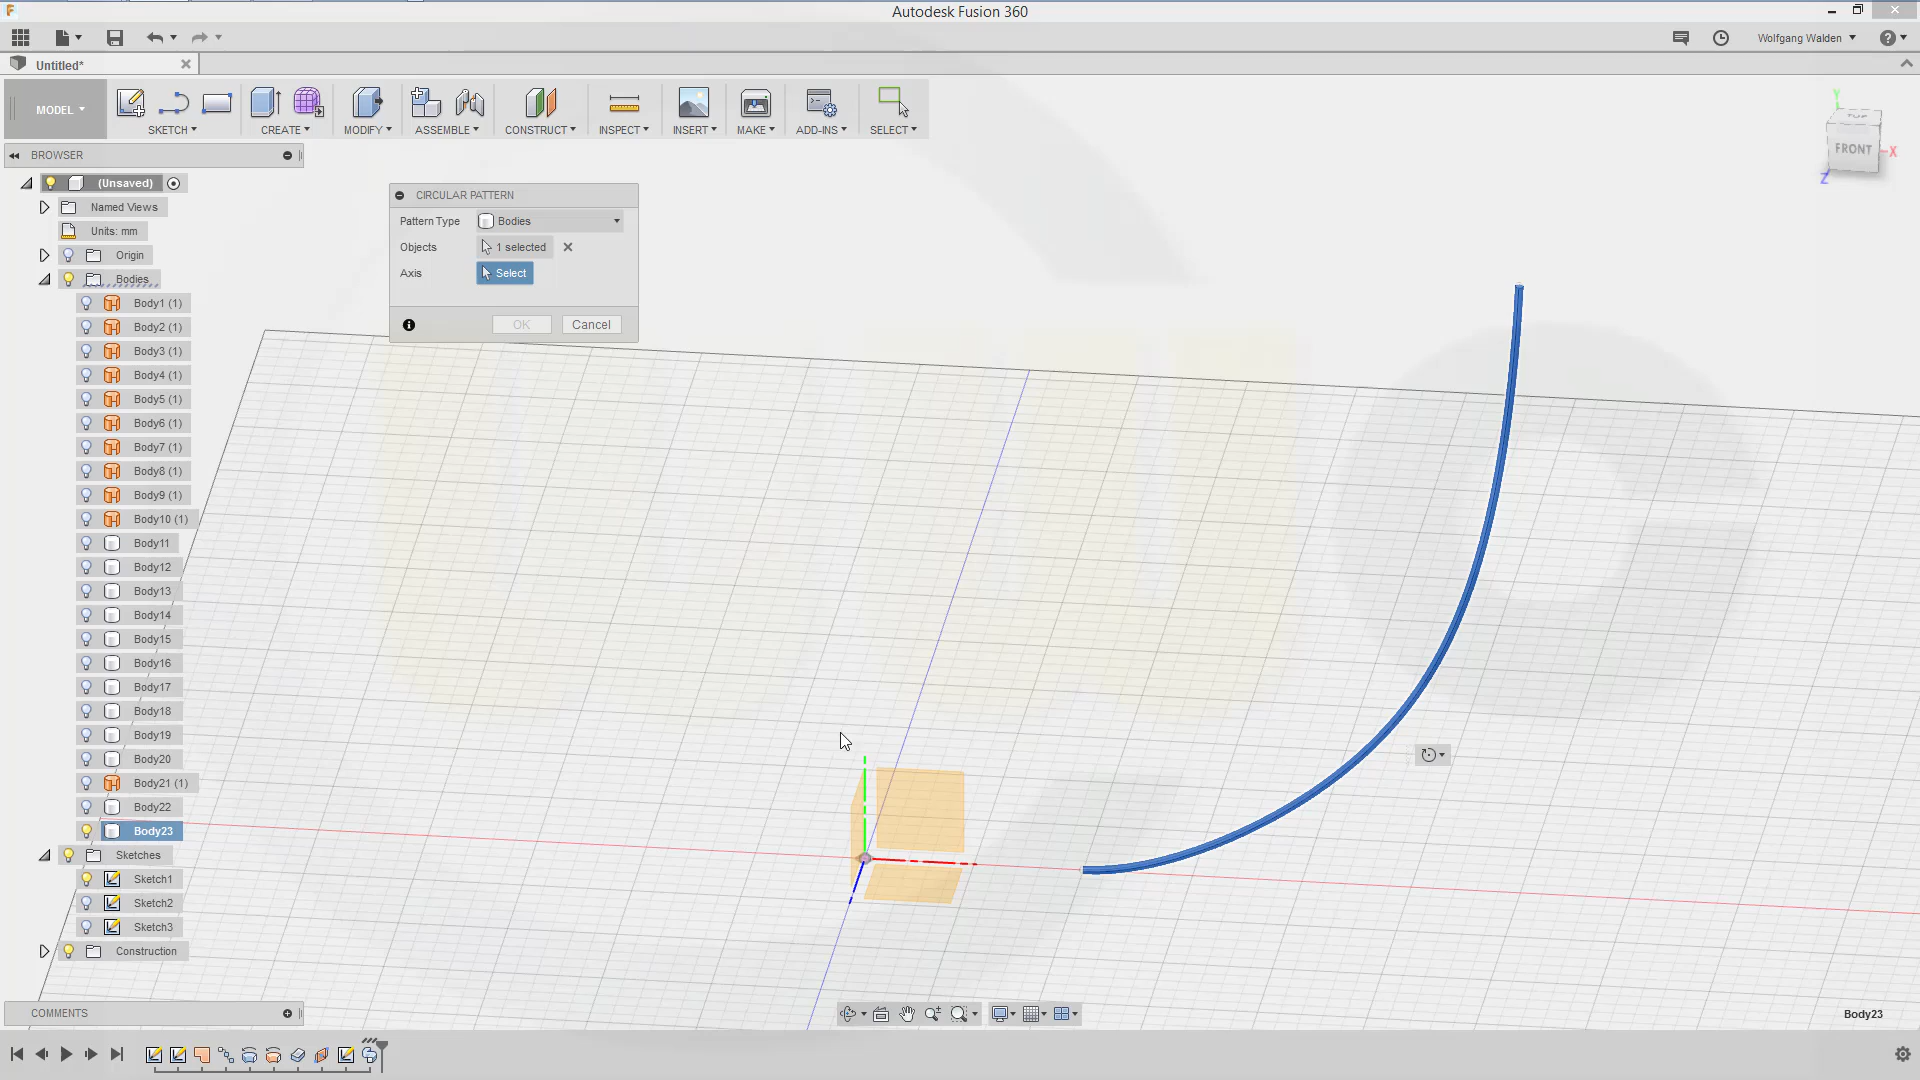 Autodesk Fusion 360
Wolfgang Walden
Untitled*
MODEL
SKETCH
CREATE
MODIFY
ASSEMBLE
CONSTRUCT
INSPECT
INSERT
MAKE
ADD-INS
SELECT
Y
TOP
FRONT
X
Z
BROWSER
(Unsaved)
Named Views
Units: mm
Origin
Bodies
Body1 (1)
Body2 (1)
Body3 (1)
Body4 (1)
Body5 (1)
Body6 (1)
Body7 (1)
Body8 (1)
Body9 (1)
Body10 (1)
Body11
Body12
Body13
Body14
Body15
Body16
Body17
Body18
Body19
Body20
Body21 (1)
Body22
Body23
Sketches
Sketch1
Sketch2
Sketch3
Construction
CIRCULAR PATTERN
Pattern Type
Bodies
Objects
1 selected
Axis
Select
OK
Cancel
COMMENTS
Body23